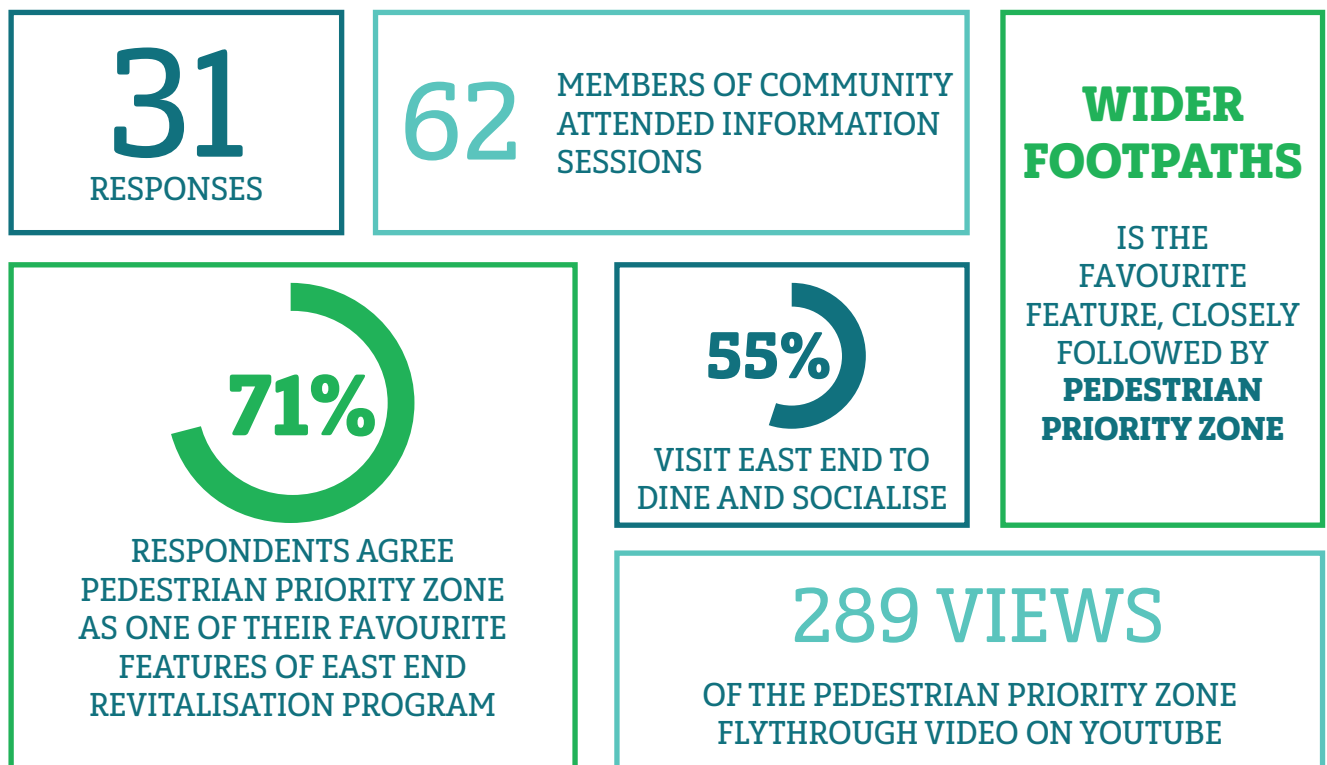 31
RESPONSES
62
MEMBERS OF COMMUNITY
ATTENDED INFORMATION
SESSIONS
WIDER
FOOTPATHS
IS THE
FAVOURITE
FEATURE, CLOSELY
FOLLOWED BY
PEDESTRIAN
PRIORITY ZONE
71%
RESPONDENTS AGREE
PEDESTRIAN PRIORITY ZONE
AS ONE OF THEIR FAVOURITE
FEATURES OF EAST END
REVITALISATION PROGRAM
55%
VISIT EAST END TO
DINE AND SOCIALISE
289 VIEWS
OF THE PEDESTRIAN PRIORITY ZONE
FLYTHROUGH VIDEO ON YOUTUBE